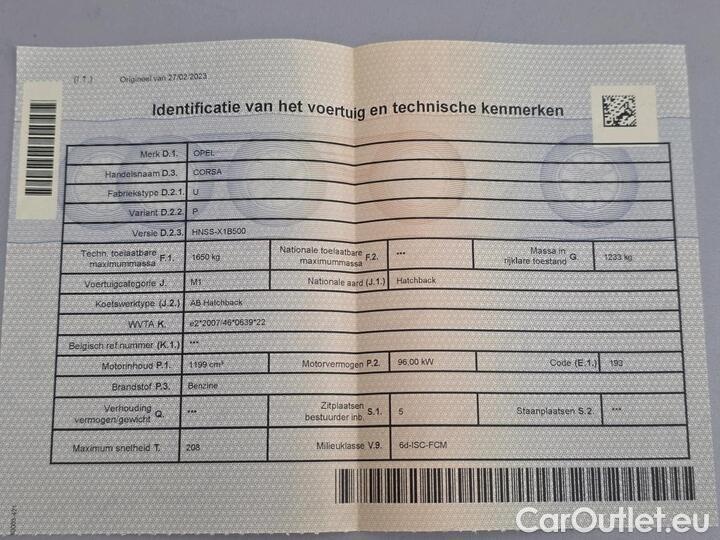 (I.1.) Origineel van 27/02/2023
Identificatie van het voertuig en technische kenmerken
Merk D.1. OPEL
Handelsnaam D.3. CORSA
Fabriekstype D.2.1. U
Variant D.2.2. P
Versie D.2.3. HNSS-X1B500
Techn. toelaatbare maximummassa F.1. 1650 kg Nationale toelaatbare maximummassa F.2. *** Massa in rijklare toestand G. 1233 kg
Voertuigcategorie J. M1 Nationale aard (J.1.) Hatchback
Koetswerktype (J.2.) AB Hatchback
WVTA K. e2*2007/46*0639*22
Belgisch ref.nummer (K.1.) ***
Motorinhoud P.1. 1199 cm³ Motorvermogen P.2. 96,00 kW Code (E.1.) 193
Brandstof P.3. Benzine
Verhouding vermogen/gewicht Q. *** Zitplaatsen bestuurder inb. S.1. 5 Staanplaatsen S.2. ***
Maximum snelheid T. 208 Milieuklasse V.9. 6d-ISC-FCM
CarOutlet.eu